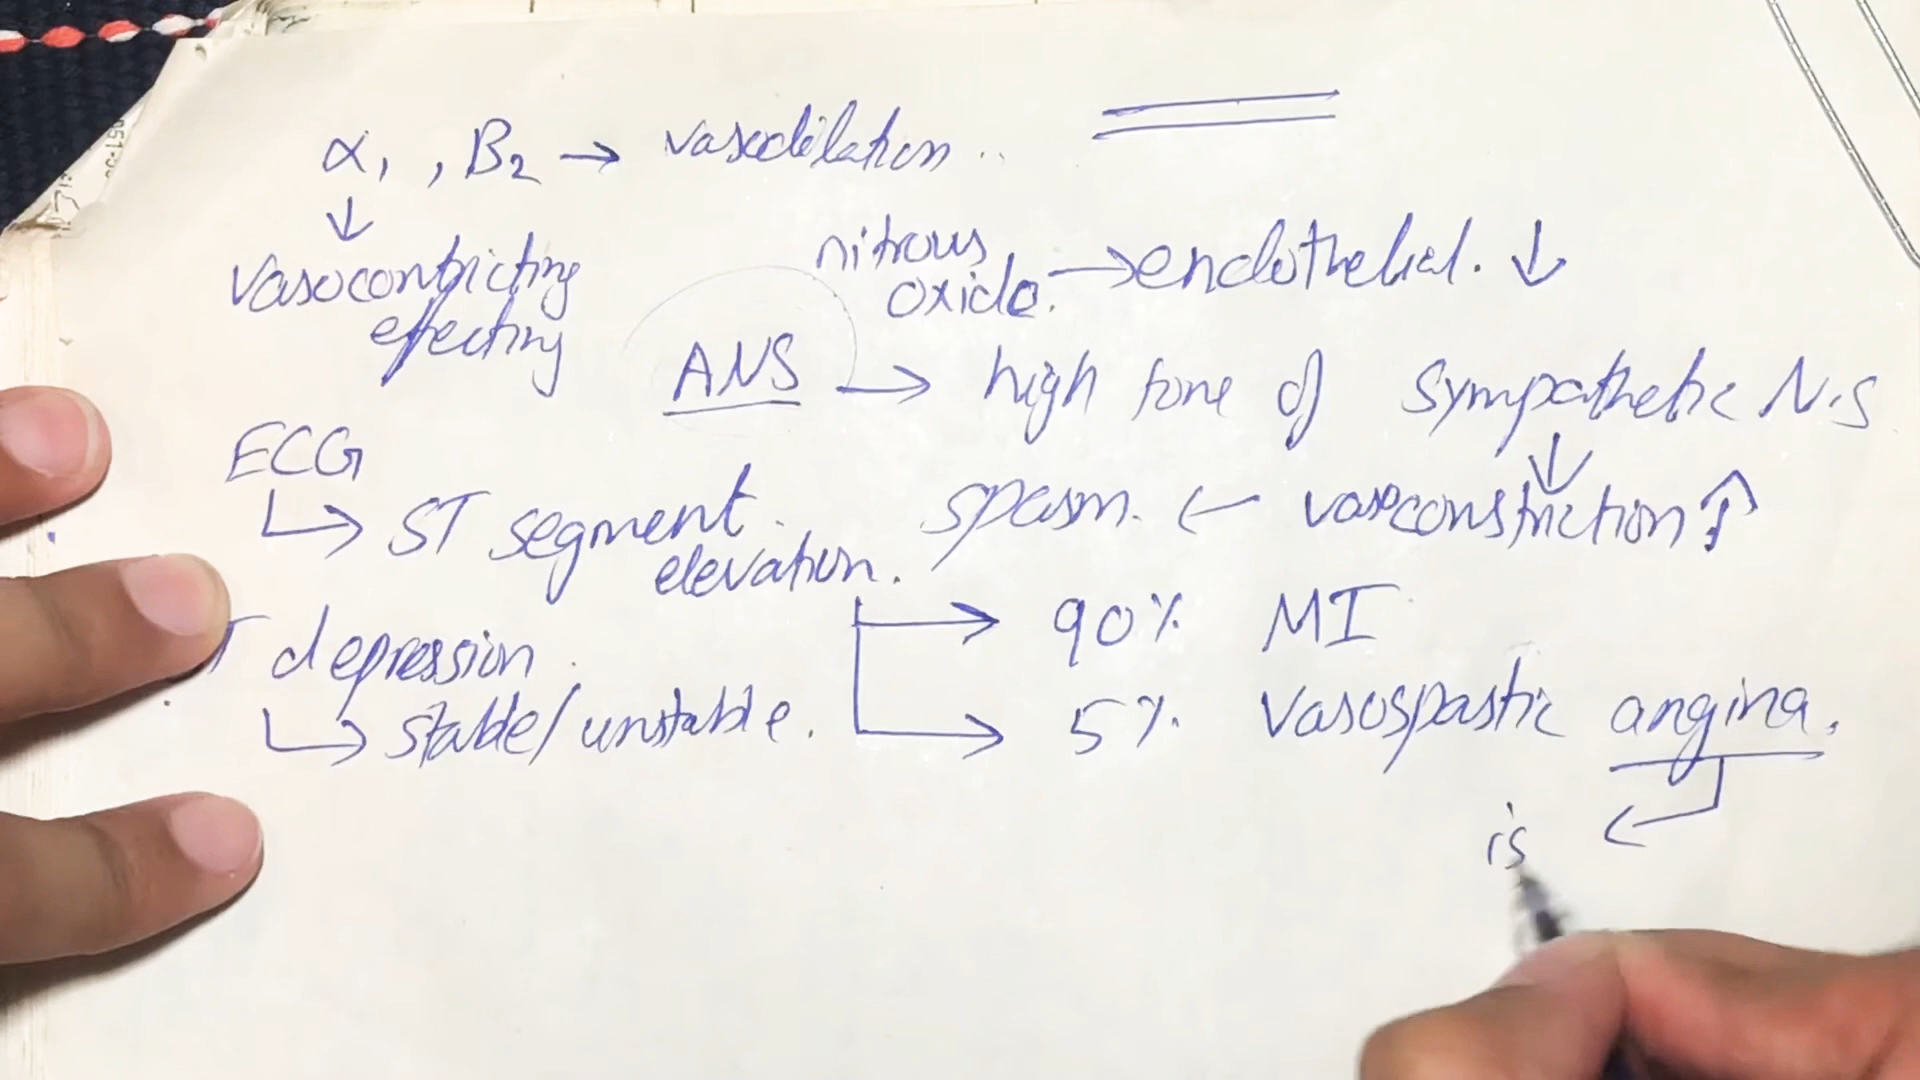 α₁, B₂ → vasodilation ..
↓
vasocontricting
effecting
nitrous
oxide. → endothelial. ↓
ANS → high tone of sympathetic N.S
↓
spasm. ← vasoconstriction ↑
ECG
↳ ST segment
elevation.
→ 90% MI
→ 5% vasospastic angina.
T depression.
↳ stable/unstable.
is